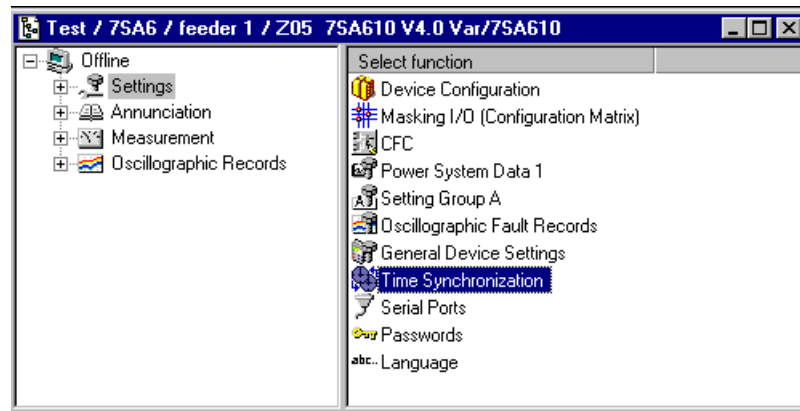 Test / 7SA6 / feeder 1 / Z05 7SA610 V4.0 Var/7SA610
Offline
Settings
Annunciation
Measurement
Oscillographic Records
Select function
Device Configuration
Masking I/O (Configuration Matrix)
CFC
Power System Data 1
Setting Group A
Oscillographic Fault Records
General Device Settings
Time Synchronization
Serial Ports
Passwords
abc.. Language